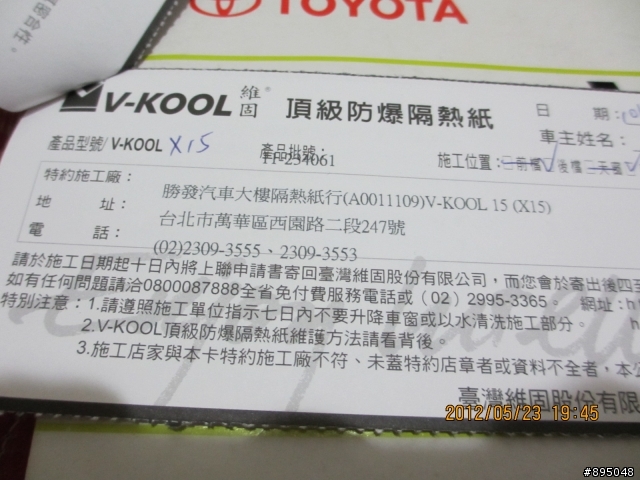 密合性。
TOYOTA
V-KOOL 維固® 頂級防爆隔熱紙
日 期:
產品型號/ V-KOOL X15 產品批號: TF-234061
車主姓名:
施工位置: 後檔
特約施工廠: 勝發汽車大樓隔熱紙行(A0011109)V-KOOL 15 (X15)
地 址: 台北市萬華區西園路二段247號
電 話: (02)2309-3555、2309-3553
請於施工日期起十日內將上聯申請書寄回臺灣維固股份有限公司，而您會於寄出後四
如有任何問題請洽0800087888全省免付費服務電話或（02）2995-3365。 網址:h
特別注意：1.請遵照施工單位指示七日內不要升降車窗或以水清洗施工部分。
2.V-KOOL頂級防爆隔熱紙維護方法請看背後。
3.施工店家與本卡特約施工廠不符、未蓋特約店章者或資料不全者，本公
臺灣維固股份有限
2012/05/23 19:45
#895048